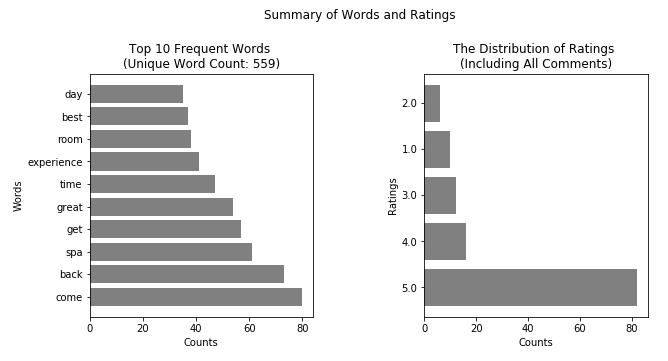 Summary of Words and Ratings
Top 10 Frequent Words
(Unique Word Count: 559)
Words
day
best
room
experience
time
great
get
spa
back
come
0 20 40 60 80
Counts
The Distribution of Ratings
(Including All Comments)
Ratings
2.0
1.0
3.0
4.0
5.0
0 20 40 60 80
Counts